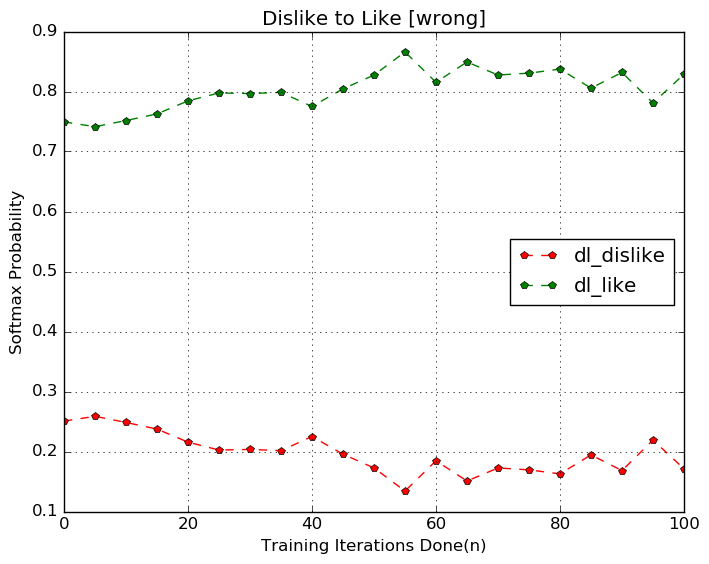 Dislike to Like [wrong]
0.9
0.8
0.7
0.6
0.5
0.4
0.3
0.2
0.1
Softmax Probability
dl_dislike
dl_like
0 20 40 60 80 100
Training Iterations Done(n)